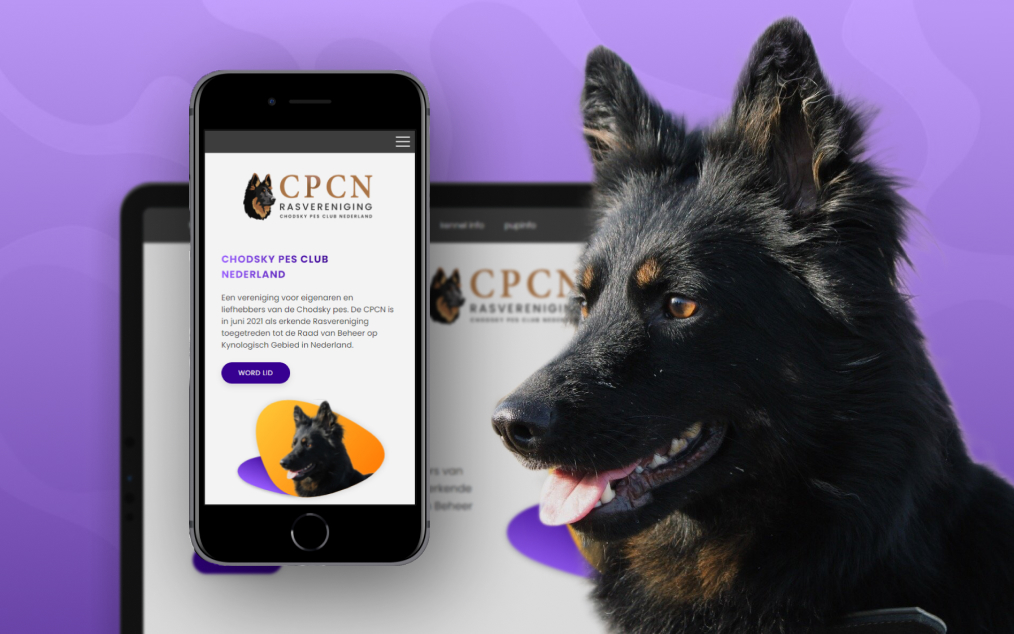 CPCN
RASVERENIGING
CHODSKY PES CLUB NEDERLAND
CHODSKY PES CLUB
NEDERLAND
Een vereniging voor eigenaren en
liefhebbers van de Chodsky pes. De CPCN is
in juni 2021 als erkende Rasvereniging
toegetreden tot de Raad van Beheer op
Kynologisch Gebied in Nederland.
WORD LID
kennel info pupinfo
CPCN
RASVERENIGING
CHODSKY PES CLUB NEDERLAND
van
erkende
Beheer